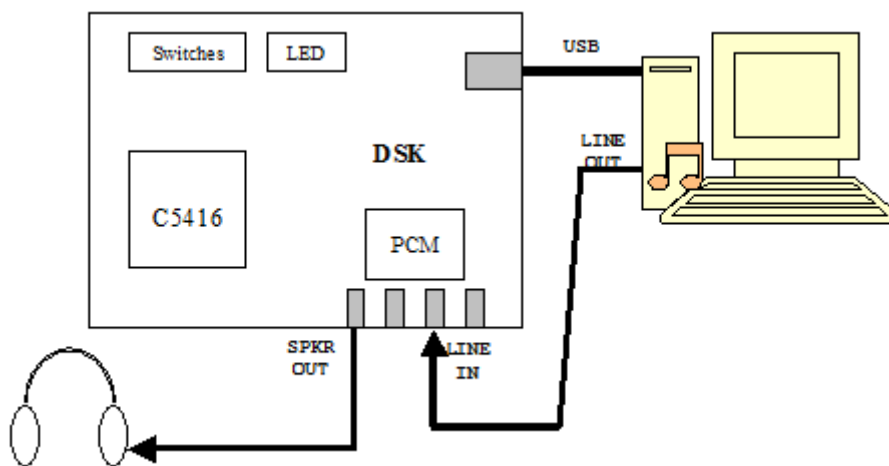 Switches
LED
USB
DSK
LINE
OUT
C5416
PCM
SPKR
OUT
LINE
IN